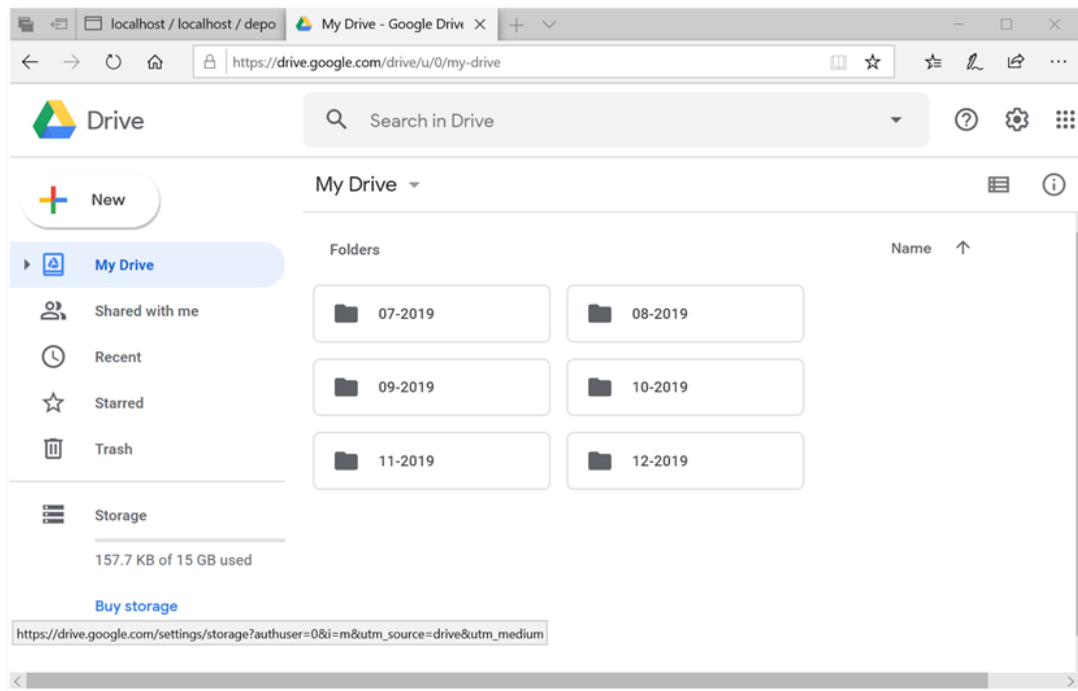 localhost / localhost / depo
My Drive - Google Drive
https://drive.google.com/drive/u/0/my-drive
Drive
Search in Drive
New
My Drive
Folders
Name
My Drive
Shared with me
Recent
Starred
Trash
07-2019
08-2019
09-2019
10-2019
11-2019
12-2019
Storage
157.7 KB of 15 GB used
Buy storage
https://drive.google.com/settings/storage?authuser=0&i=m&utm_source=drive&utm_medium